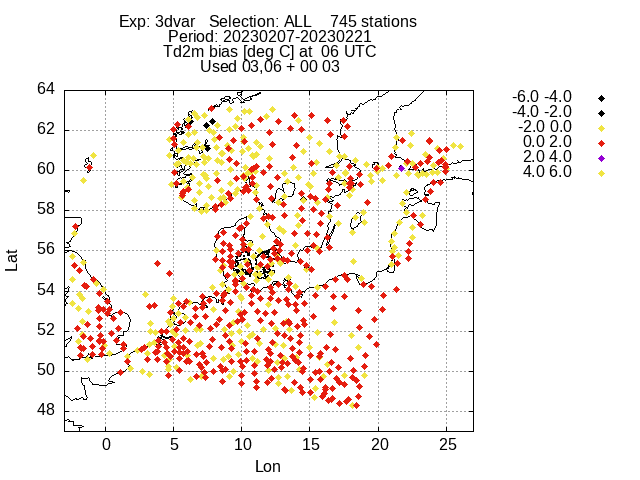 Exp: 3dvar Selection: ALL 745 stations
Period: 20230207-20230221
Td2m bias [deg C] at 06 UTC
Used 03,06 + 00 03
64
62
60
58
56
54
52
50
48
Lat
0 5 10 15 20 25
Lon
-6.0 -4.0
-4.0 -2.0
-2.0 0.0
0.0 2.0
2.0 4.0
4.0 6.0